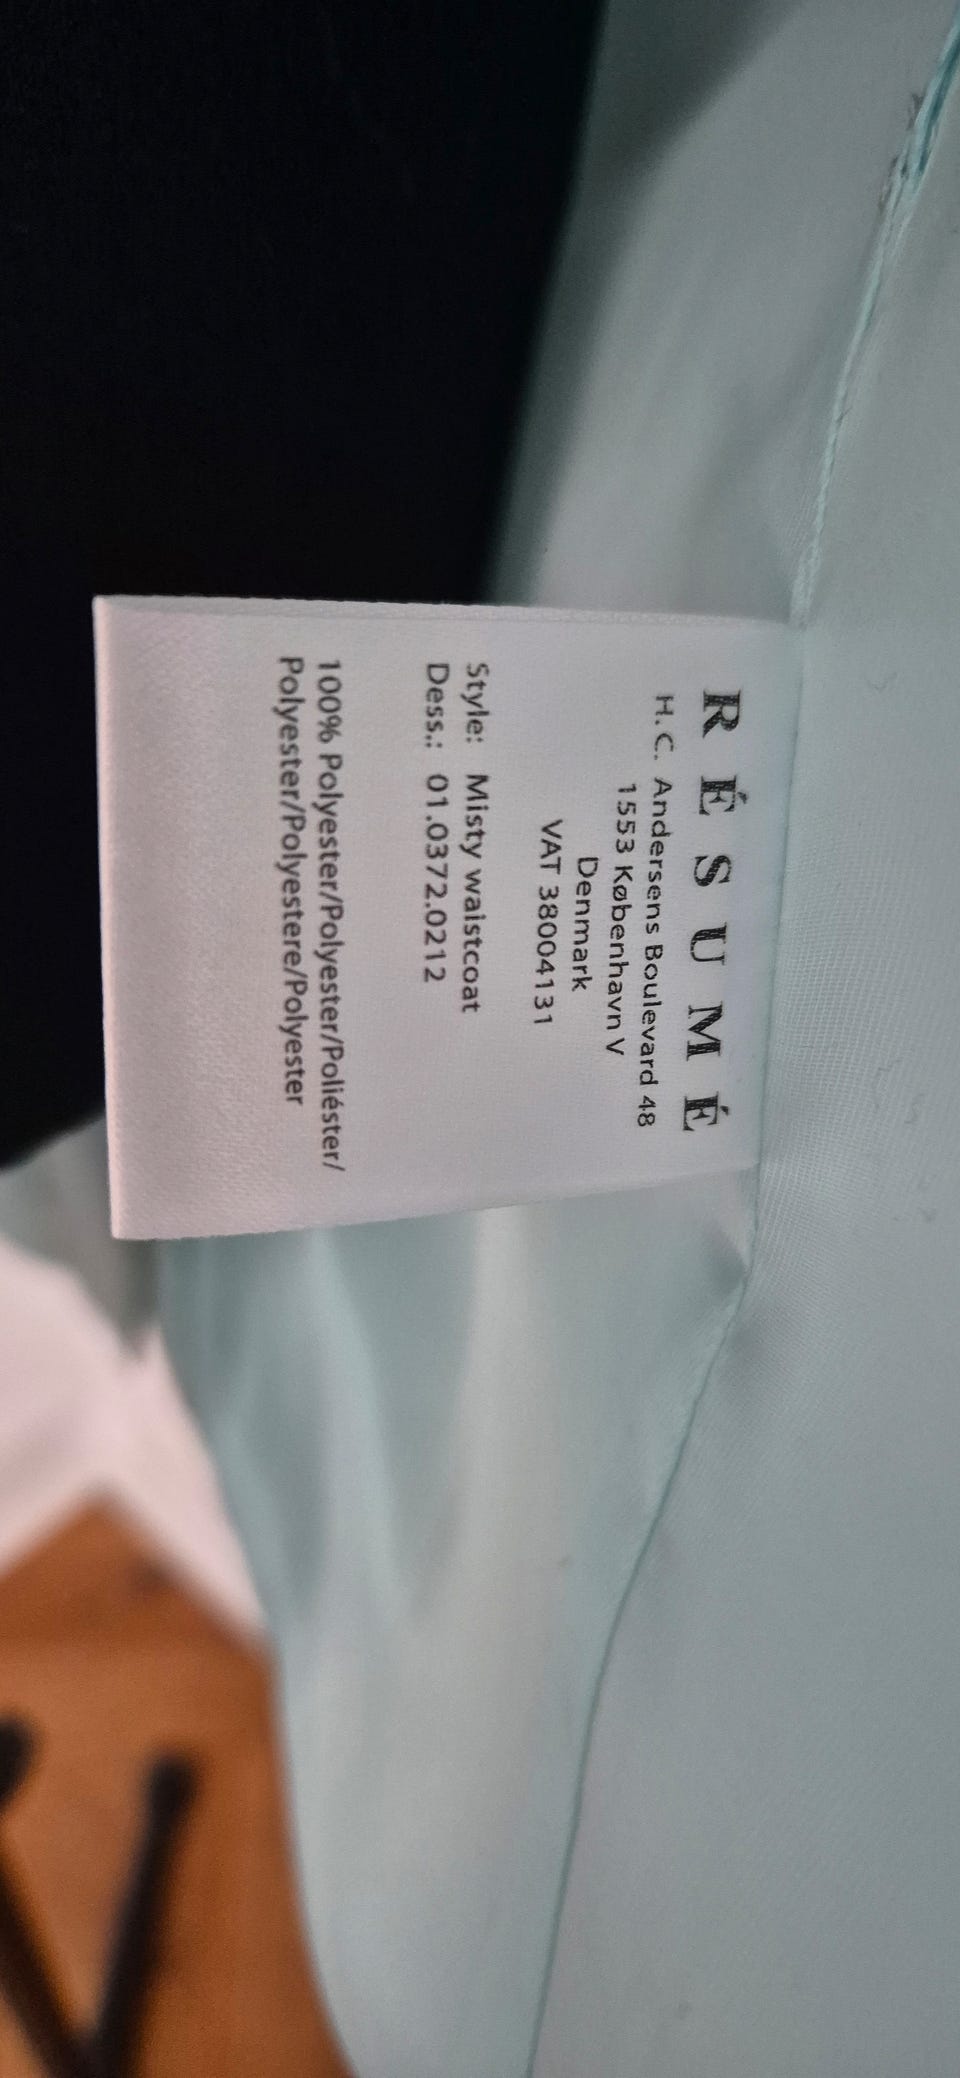 RÉSUMÉ
H.C. Andersens Boulevard 48
1553 København V
Denmark
VAT 38004131
Style: Misty waistcoat
Dess.: 01.0372.0212
100% Polyester/Polyester/Poliéster/
Polyester/Polyestere/Polyester